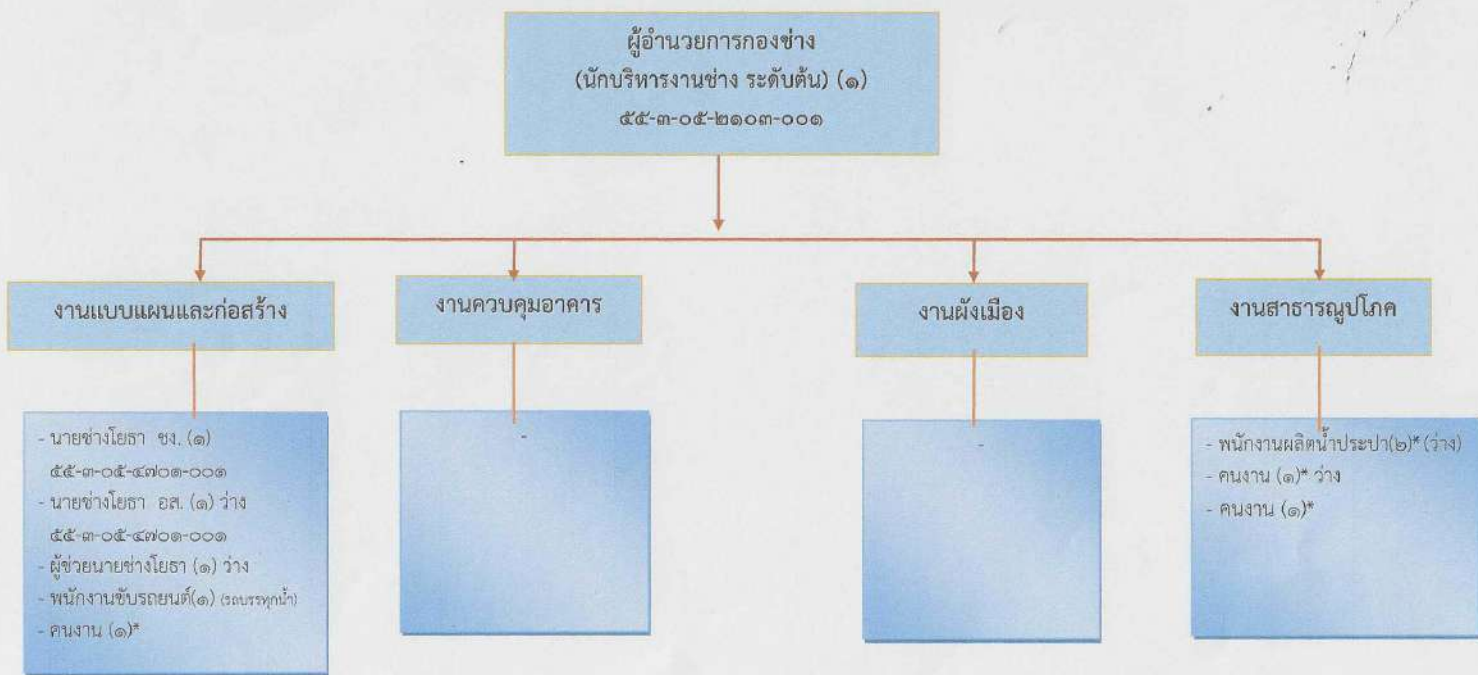 ผู้อำนวยการกองช่าง
(นักบริหารงานช่าง ระดับต้น) (๑)
๕๕-๓-๐๕-๒๑๐๓-๐๐๑
งานแบบแผนและก่อสร้าง
งานควบคุมอาคาร
งานผังเมือง
งานสาธารณูปโภค
- นายช่างโยธา ชง. (๑)
๕๕-๓-๐๕-๔๗๐๑-๐๐๑
- นายช่างโยธา อส. (๑) ว่าง
๕๕-๓-๐๕-๔๗๐๑-๐๐๑
- ผู้ช่วยนายช่างโยธา (๑) ว่าง
- พนักงานขับรถยนต์(๑) (รถบรรทุกน้ำ)
- คนงาน (๑)*
-
-
- พนักงานผลิตน้ำประปา(๒)* (ว่าง)
- คนงาน (๑)* ว่าง
- คนงาน (๑)*